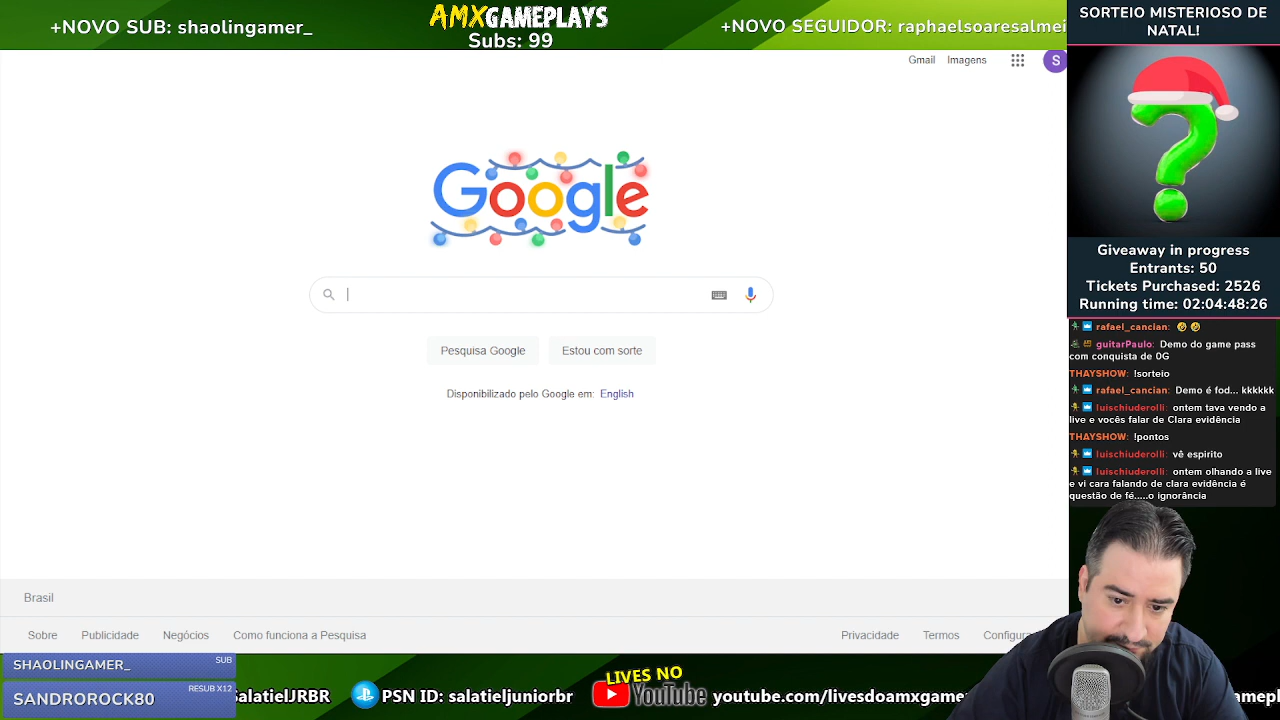 +NOVO SUB: shaolingamer_
AMXGAMEPLAYS
Subs: 99
+NOVO SEGUIDOR: raphaelsoaresalmei
SORTEIO MISTERIOSO DE
NATAL!
Gmail
Imagens
S
Google
Pesquisa Google
Estou com sorte
Disponibilizado pelo Google em: English
Giveaway in progress
Entrants: 50
Tickets Purchased: 2526
Running time: 02:04:48:26
rafael_cancian:
guitarPaulo: Demo do game pass
com conquista de 0G
THAYSHOW: !sorteio
rafael_cancian: Demo é fod... kkkkkk
luischiuderolli: ontem tava vendo a
live e vocês falar de Clara evidência
THAYSHOW: !pontos
luischiuderolli: vê espirito
luischiuderolli: ontem olhando a live
e vi cara falando de clara evidência é
questão de fé.....o ignorância
Brasil
Sobre
Publicidade
Negócios
Como funciona a Pesquisa
Privacidade
Termos
Configura
SHAOLINGAMER_
SUB
SANDROROCK80
RESUB X12
salatielJRBR
PSN ID: salatieljuniorbr
LIVES NO
YouTube
youtube.com/livesdoamxgame